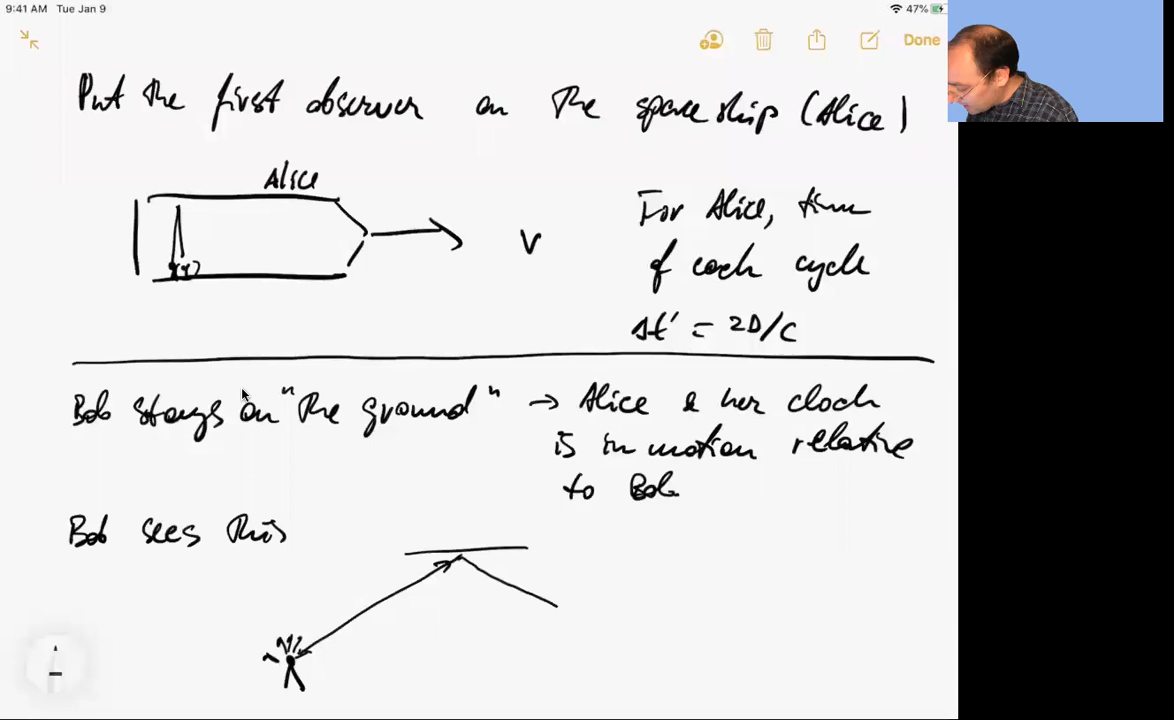 9:41 AM Tue Jan 9
47%
Done
Put the first observer on the spaceship (Alice)
Alice
v
For Alice, time
of each cycle
Δt' = 2D/c
Bob stays on "the ground" → Alice & her clock
is in motion relative
to Bob
Bob sees this